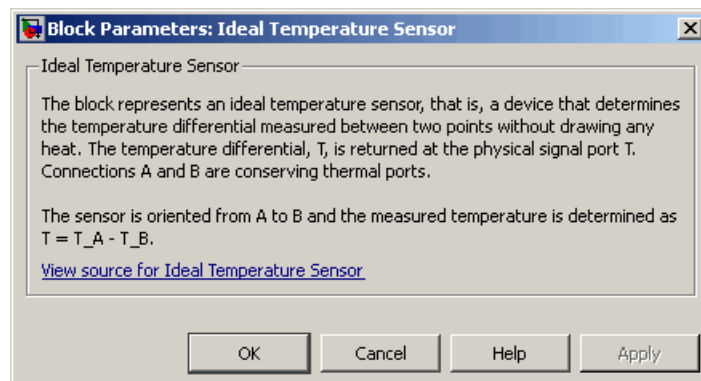 Block Parameters: Ideal Temperature Sensor
Ideal Temperature Sensor
The block represents an ideal temperature sensor, that is, a device that determines
the temperature differential measured between two points without drawing any
heat. The temperature differential, T, is returned at the physical signal port T.
Connections A and B are conserving thermal ports.
The sensor is oriented from A to B and the measured temperature is determined as
T = T_A - T_B.
View source for Ideal Temperature Sensor
OK Cancel Help Apply